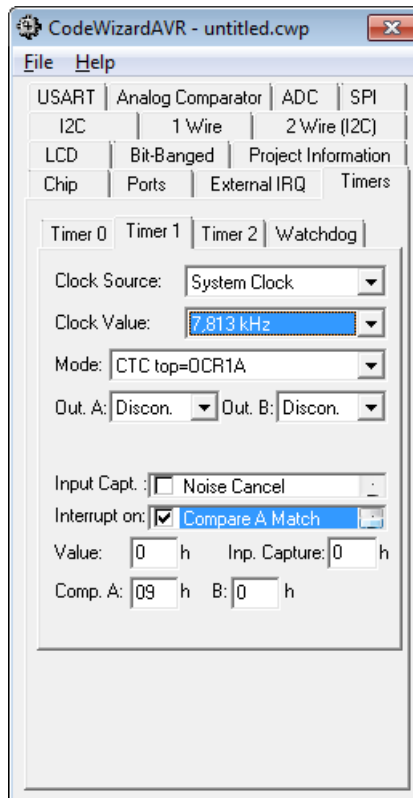 CodeWizardAVR - untitled.cwp
File Help
USART Analog Comparator ADC SPI
I2C 1 Wire 2 Wire (I2C)
LCD Bit-Banged Project Information
Chip Ports External IRQ Timers
Timer 0 Timer 1 Timer 2 Watchdog
Clock Source: System Clock
Clock Value: 7,813 kHz
Mode: CTC top=OCR1A
Out. A: Discon. Out. B: Discon.
Input Capt. : Noise Cancel
Interrupt on: Compare A Match
Value: 0 h Inp. Capture: 0 h
Comp. A: 09 h B: 0 h